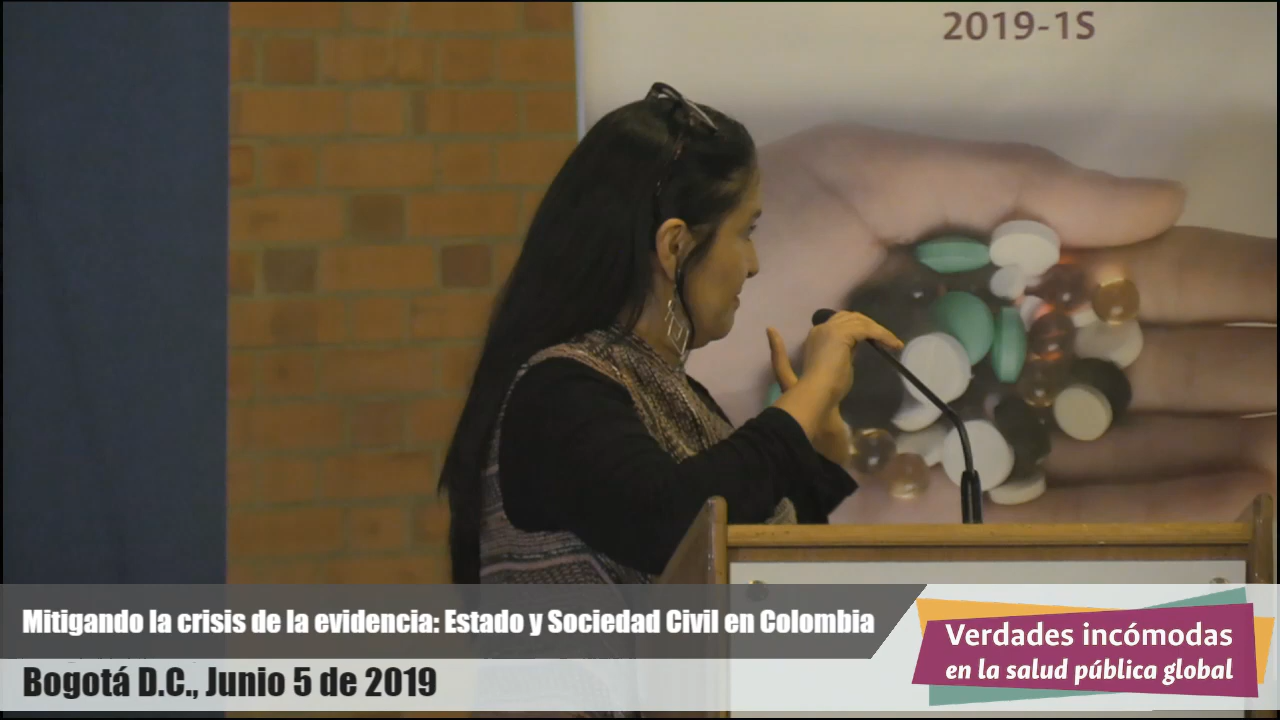 2019-1S
Mitigando la crisis de la evidencia: Estado y Sociedad Civil en Colombia
Bogotá D.C., Junio 5 de 2019
Verdades incómodas
en la salud pública global